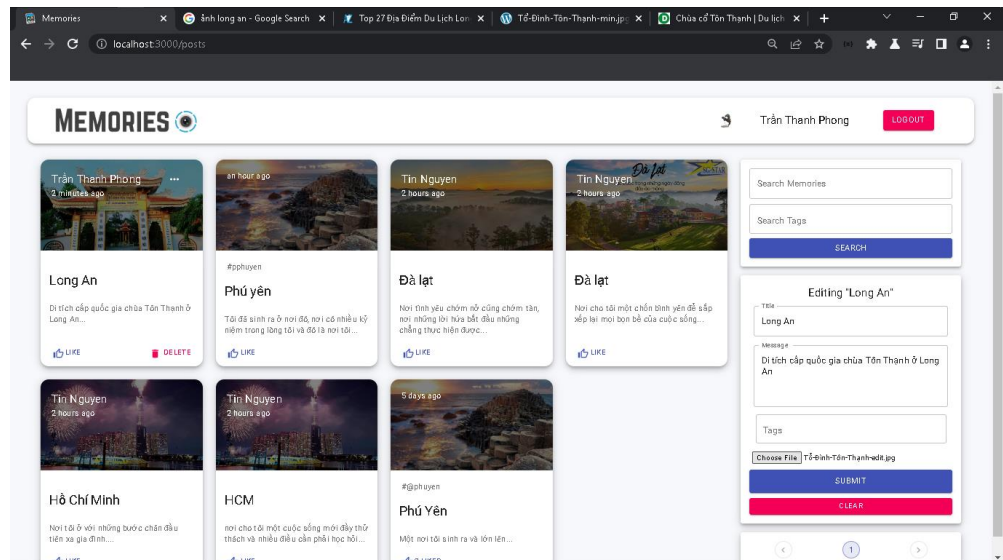 Memories
ảnh long an - Google Search
Top 27 Địa Điểm Du Lịch Lon
Tổ-Đình-Tôn-Thạnh-min.jpg
Chùa cổ Tôn Thạnh | Du lịch
localhost:3000/posts
MEMORIES
Trần Thanh Phong
LOGOUT
Trần Thanh Phong
2 minutes ago
Long An
Di tích cấp quốc gia chùa Tôn Thạnh ở
Long An...
LIKE
DELETE
an hour ago
#pphuyen
Phú yên
Tôi đã sinh ra ở nơi đó, nơi có nhiều kỷ
niệm trong lòng tôi và đó là nơi tôi...
LIKE
Tin Nguyen
2 hours ago
Đà lạt
Nơi tình yêu chớm nở cũng chớm tàn,
nơi những lời hứa bắt đầu nhưng
chẳng thực hiện được...
LIKE
Đà Lạt
Tin Nguyen
2 hours ago
Đà lạt
Nơi cho tôi một chốn bình yên để sắp
xếp lại mọi bọn bề của cuộc sống...
LIKE
Tin Nguyen
2 hours ago
Hồ Chí Minh
Nơi tôi ở với những bước chân đầu
tiên xa gia đình....
LIKE
Tin Nguyen
2 hours ago
HCM
nơi cho tôi một cuộc sống mới đầy thử
thách và nhiều điều cần phải học hỏi...
LIKE
5 days ago
#@phuyen
Phú Yên
Một nơi tôi sinh ra và lớn lên...
Search Memories
Search Tags
SEARCH
Editing "Long An"
Title
Long An
Message
Di tích cấp quốc gia chùa Tôn Thạnh ở Long
An
Tags
Choose File Tổ-Đình-Tôn-Thạnh-edit.jpg
SUBMIT
CLEAR
1